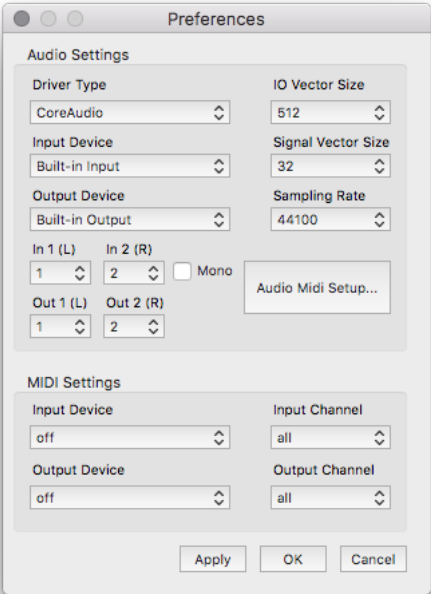 Preferences
Audio Settings
Driver Type IO Vector Size
CoreAudio 512
Input Device Signal Vector Size
Built-in Input 32
Output Device Sampling Rate
Built-in Output 44100
In 1 (L) In 2 (R)
1 2 Mono
Audio Midi Setup...
Out 1 (L) Out 2 (R)
1 2
MIDI Settings
Input Device Input Channel
off all
Output Device Output Channel
off all
Apply OK Cancel